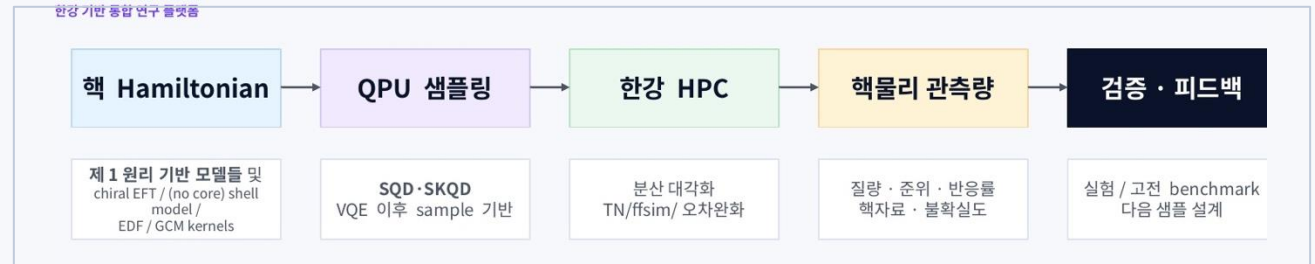 한강 기반 통합 연구 플랫폼
핵 Hamiltonian
QPU 샘플링
한강 HPC
핵물리 관측량
검증 · 피드백
제 1 원리 기반 모델들 및
chiral EFT / (no core) shell
model /
EDF / GCM kernels
SQD·SKQD
VQE 이후 sample 기반
분산 대각화
TN/ffsim/ 오차완화
질량 · 준위 · 반응률
핵자료 · 불확실도
실험 / 고전 benchmark
다음 샘플 설계